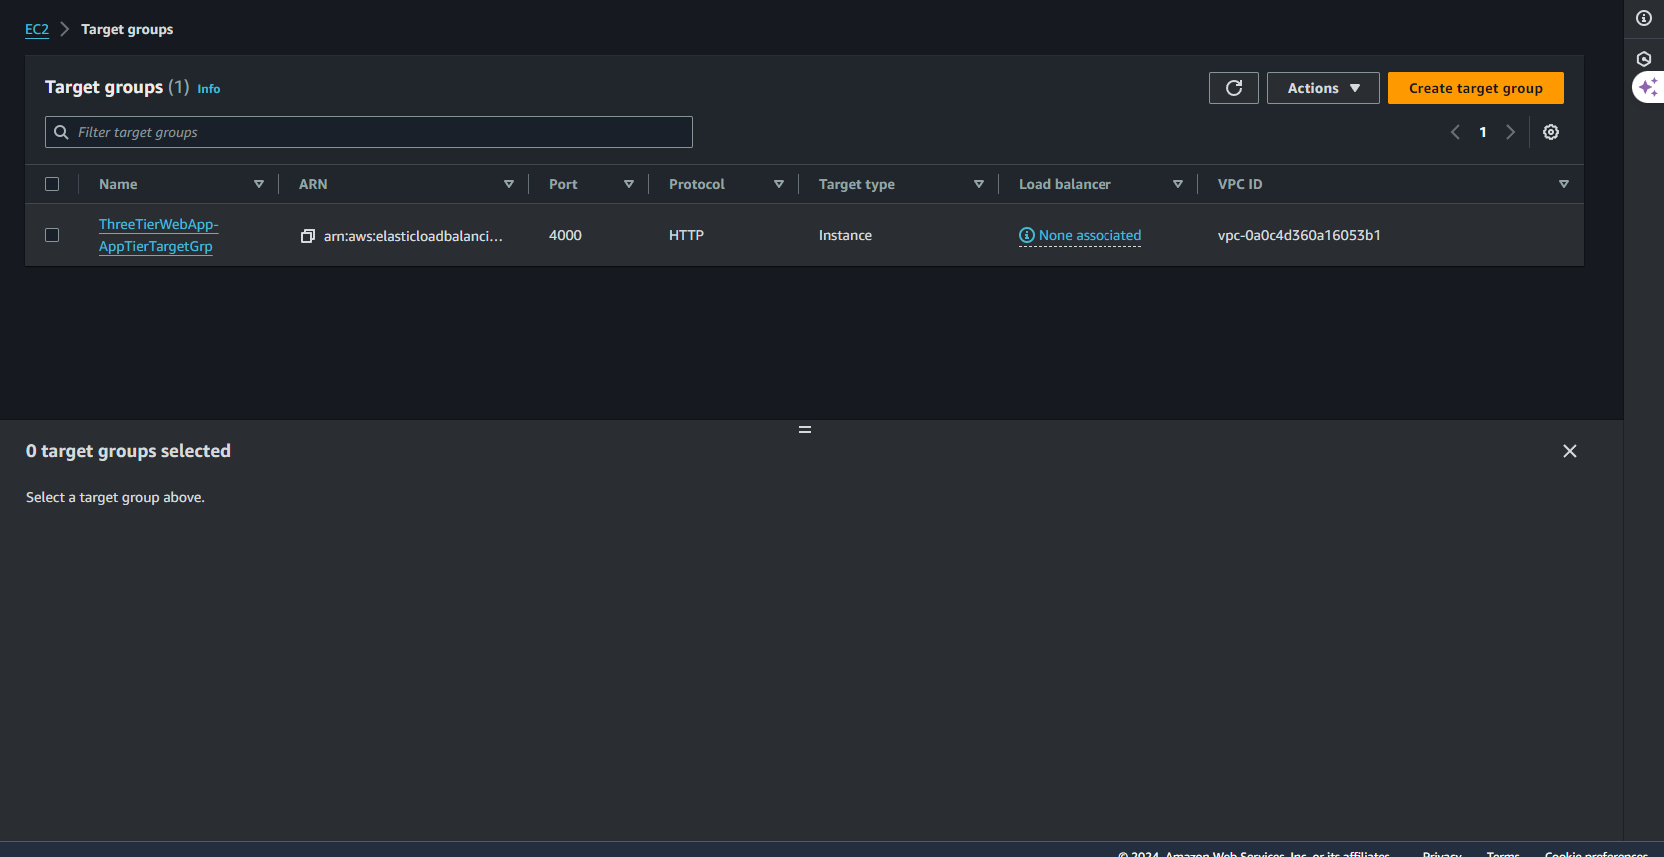 EC2 Target groups
Target groups (1) Info
Actions Create target group
Filter target groups
1
Name ARN Port Protocol Target type Load balancer VPC ID
ThreeTierWebApp-
AppTierTargetGrp
arn:aws:elasticloadbalanci... 4000 HTTP Instance None associated vpc-0a0c4d360a16053b1
0 target groups selected
Select a target group above.
© 2024, Amazon Web Services, Inc. or its affiliates. Privacy Terms Cookie preferences